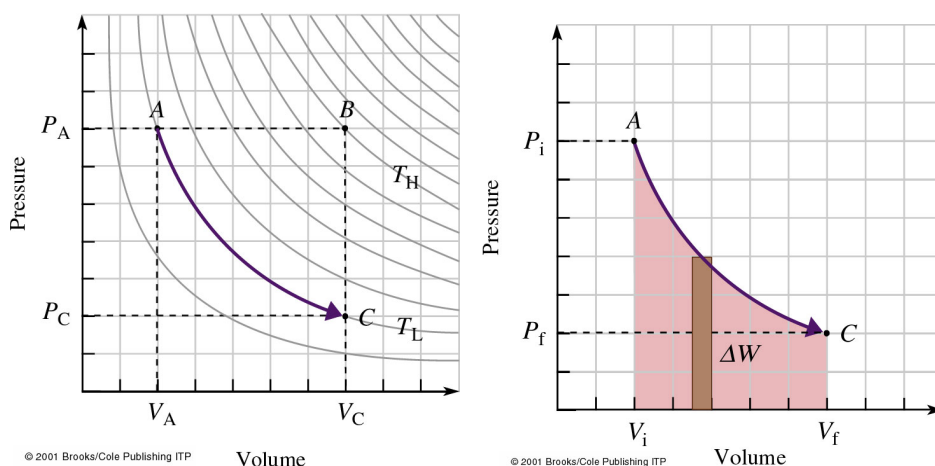 A
B
P_A
T_H
Pressure
P_C
C
T_L
V_A
V_C
© 2001 Brooks/Cole Publishing ITP
Volume
A
P_i
Pressure
P_f
C
ΔW
V_i
V_f
© 2001 Brooks/Cole Publishing ITP
Volume